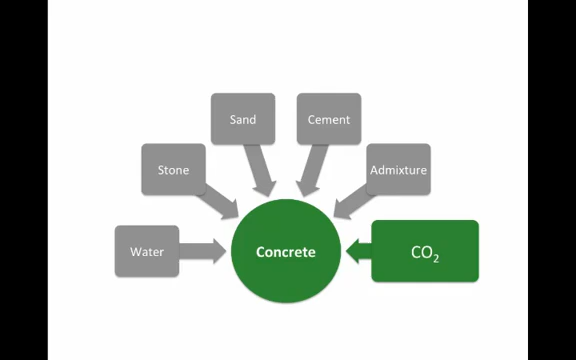 Sand
Cement
Stone
Admixture
Water
Concrete
CO₂